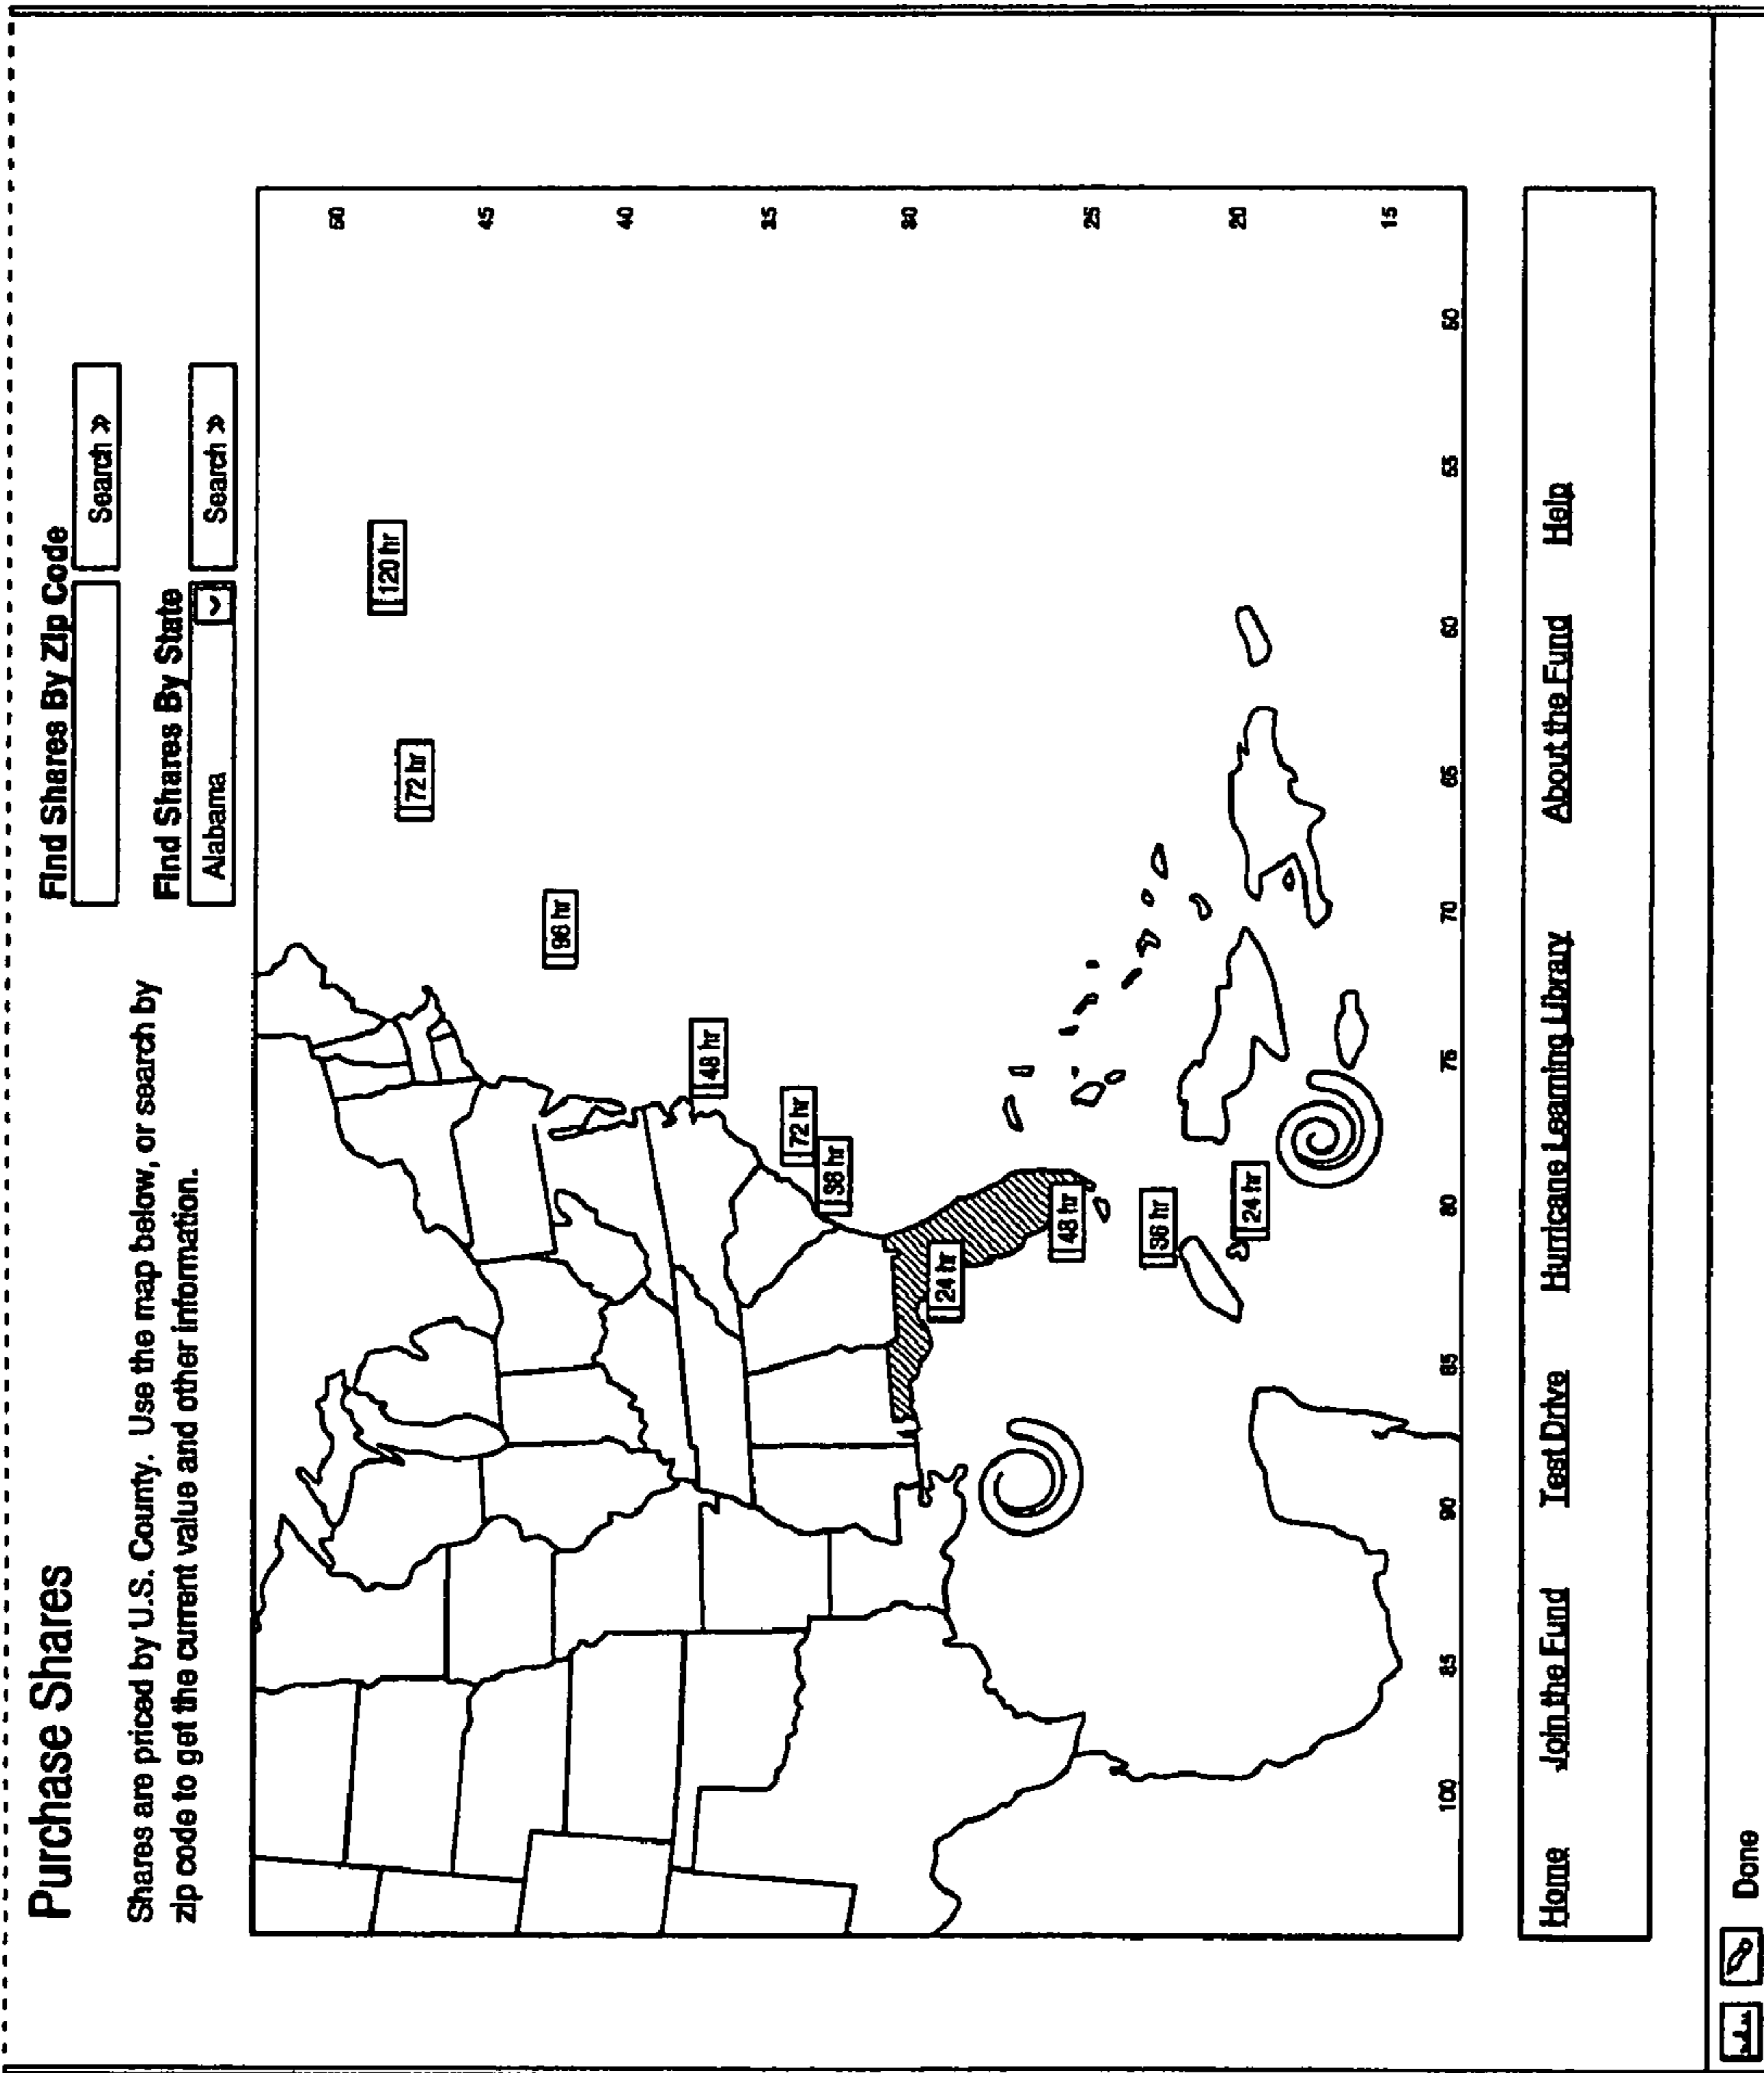 Purchase Shares
Find Shares By Zip Code
Search »
Shares are priced by U.S. County. Use the map below, or search by
zip code to get the current value and other information.
Find Shares By State
Alabama
Search »
50
45
40
35
30
25
20
15
120 hr
72 hr
96 hr
48 hr
72 hr
36 hr
24 hr
48 hr
36 hr
24 hr
100 85 90 85 80 75 70 65 60 55 50
Home Join the Fund Test Drive Hurricane Learning Library About the Fund Help
Done